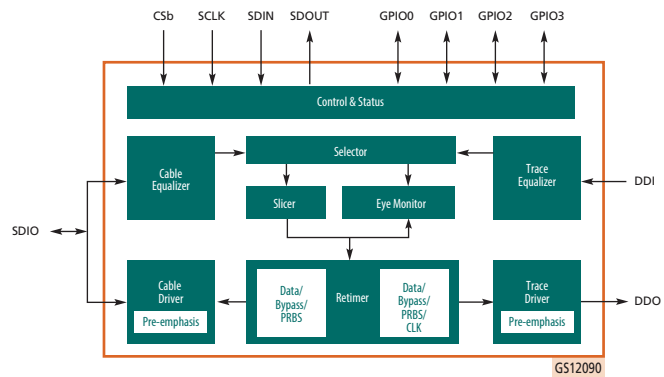 CSb SCLK SDIN SDOUT GPIO0 GPIO1 GPIO2 GPIO3
Control & Status
Cable
Equalizer
Selector
Trace
Equalizer
Slicer
Eye Monitor
DDI
SDIO
Cable
Driver
Pre-emphasis
Data/
Bypass/
PRBS
Retimer
Data/
Bypass/
PRBS/
CLK
Trace
Driver
Pre-emphasis
DDO
GS12090